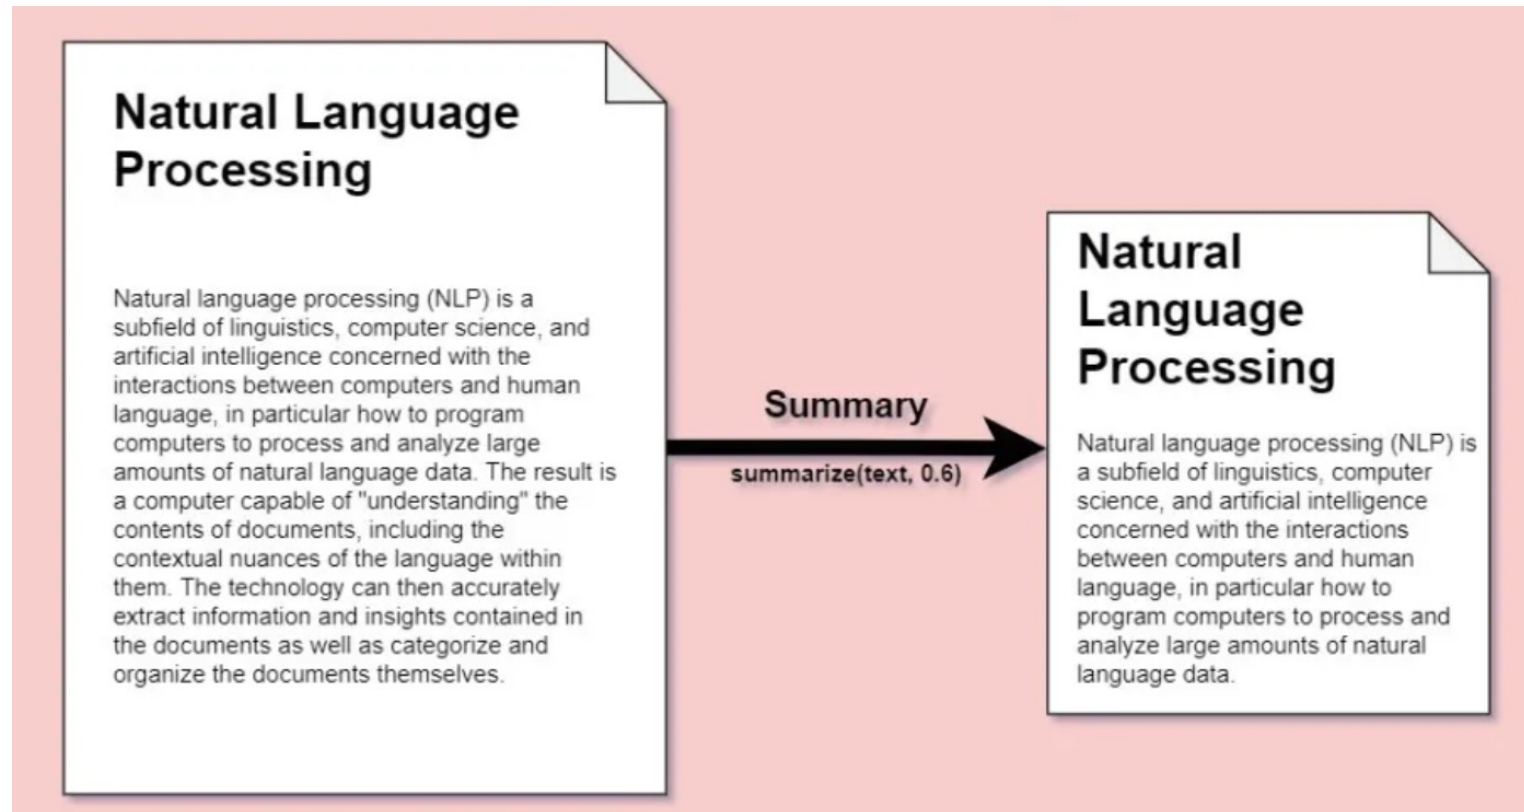 Natural Language
Processing
Natural language processing (NLP) is a
subfield of linguistics, computer science, and
artificial intelligence concerned with the
interactions between computers and human
language, in particular how to program
computers to process and analyze large
amounts of natural language data. The result is
a computer capable of "understanding" the
contents of documents, including the
contextual nuances of the language within
them. The technology can then accurately
extract information and insights contained in
the documents as well as categorize and
organize the documents themselves.
Summary
summarize(text, 0.6)
Natural
Language
Processing
Natural language processing (NLP) is
a subfield of linguistics, computer
science, and artificial intelligence
concerned with the interactions
between computers and human
language, in particular how to
program computers to process and
analyze large amounts of natural
language data.